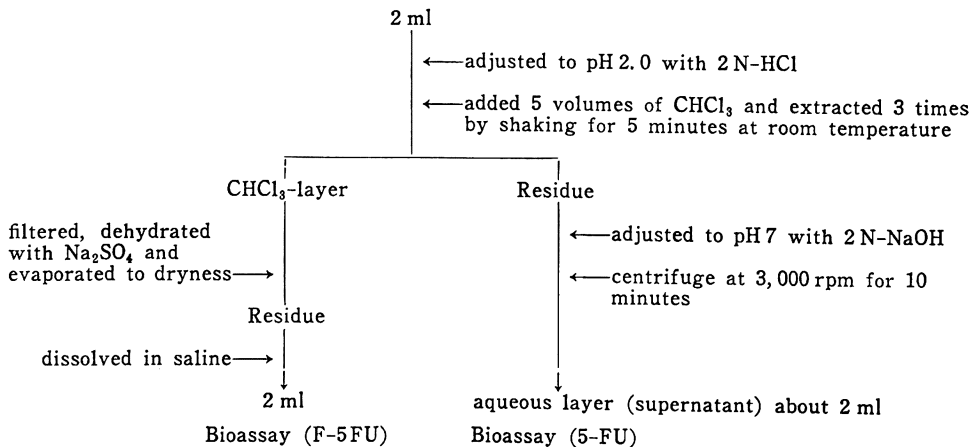 2 ml
adjusted to pH 2.0 with 2 N-HCl
added 5 volumes of CHCl₃ and extracted 3 times
by shaking for 5 minutes at room temperature
CHCl₃-layer
Residue
filtered, dehydrated
with Na₂SO₄ and
evaporated to dryness
adjusted to pH 7 with 2 N-NaOH
centrifuge at 3,000 rpm for 10
minutes
Residue
dissolved in saline
2 ml
aqueous layer (supernatant) about 2 ml
Bioassay (F-5FU)
Bioassay (5-FU)